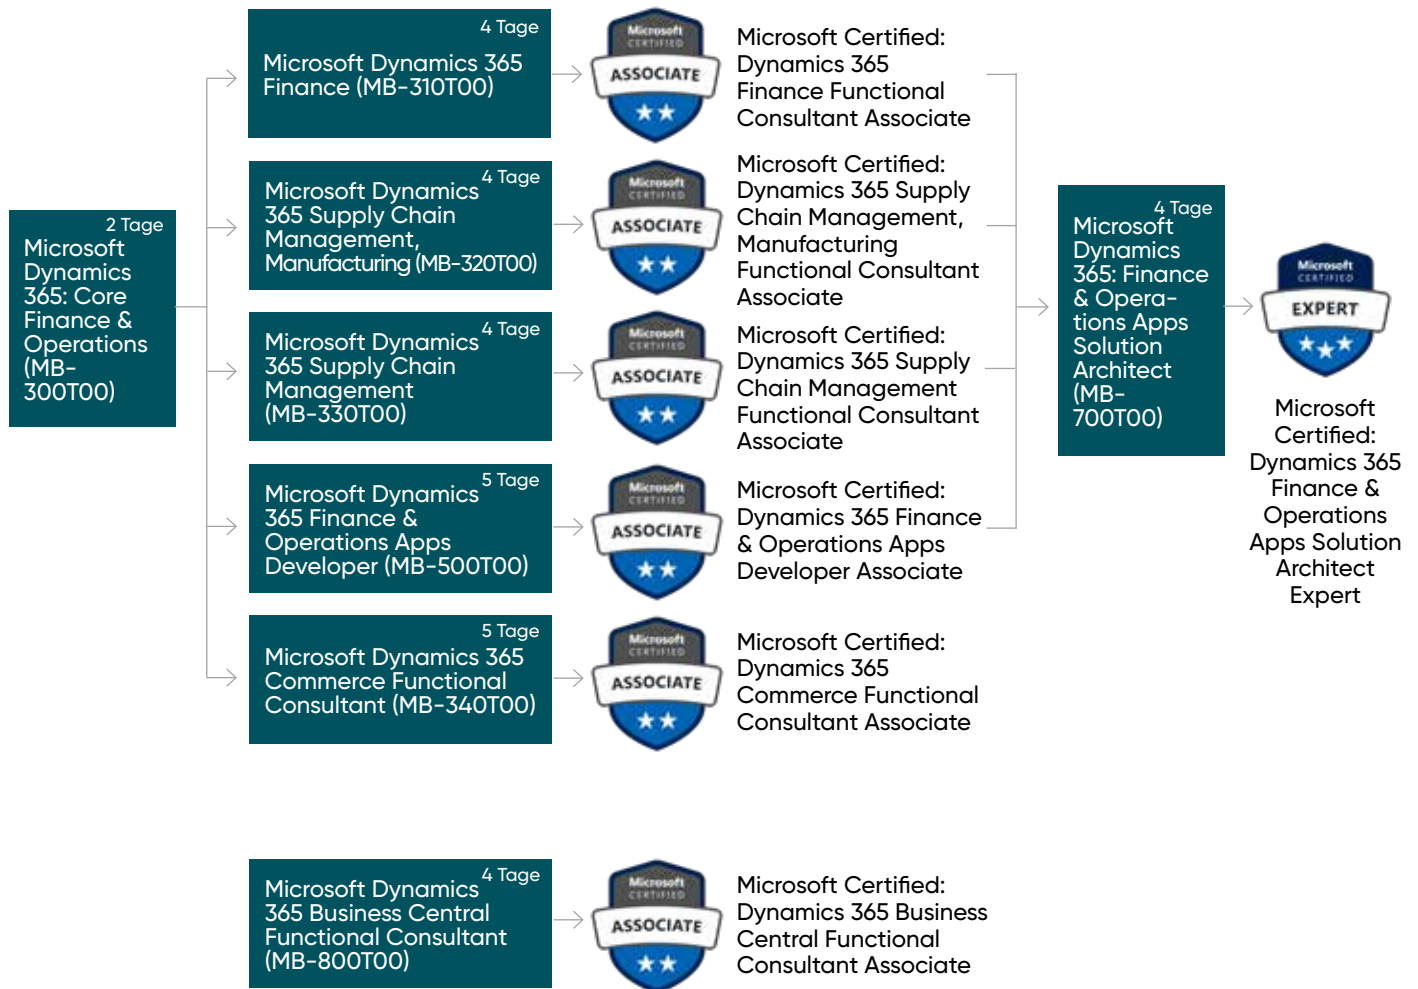 2 Tage
Microsoft
Dynamics
365: Core
Finance &
Operations
(MB-
300T00)
4 Tage
Microsoft Dynamics 365
Finance (MB-310T00)
Microsoft
CERTIFIED
ASSOCIATE
Microsoft Certified:
Dynamics 365
Finance Functional
Consultant Associate
4 Tage
Microsoft Dynamics
365 Supply Chain
Management,
Manufacturing (MB-320T00)
Microsoft
CERTIFIED
ASSOCIATE
Microsoft Certified:
Dynamics 365 Supply
Chain Management,
Manufacturing
Functional Consultant
Associate
4 Tage
Microsoft Dynamics
365 Supply Chain
Management
(MB-330T00)
Microsoft
CERTIFIED
ASSOCIATE
Microsoft Certified:
Dynamics 365 Supply
Chain Management
Functional Consultant
Associate
5 Tage
Microsoft Dynamics
365 Finance &
Operations Apps
Developer (MB-500T00)
Microsoft
CERTIFIED
ASSOCIATE
Microsoft Certified:
Dynamics 365 Finance
& Operations Apps
Developer Associate
5 Tage
Microsoft Dynamics 365
Commerce Functional
Consultant (MB-340T00)
Microsoft
CERTIFIED
ASSOCIATE
Microsoft Certified:
Dynamics 365
Commerce Functional
Consultant Associate
4 Tage
Microsoft
Dynamics
365: Finance
& Opera-
tions Apps
Solution
Architect
(MB-
700T00)
Microsoft
CERTIFIED
EXPERT
Microsoft
Certified:
Dynamics 365
Finance &
Operations
Apps Solution
Architect
Expert
4 Tage
Microsoft Dynamics
365 Business Central
Functional Consultant
(MB-800T00)
Microsoft
CERTIFIED
ASSOCIATE
Microsoft Certified:
Dynamics 365 Business
Central Functional
Consultant Associate